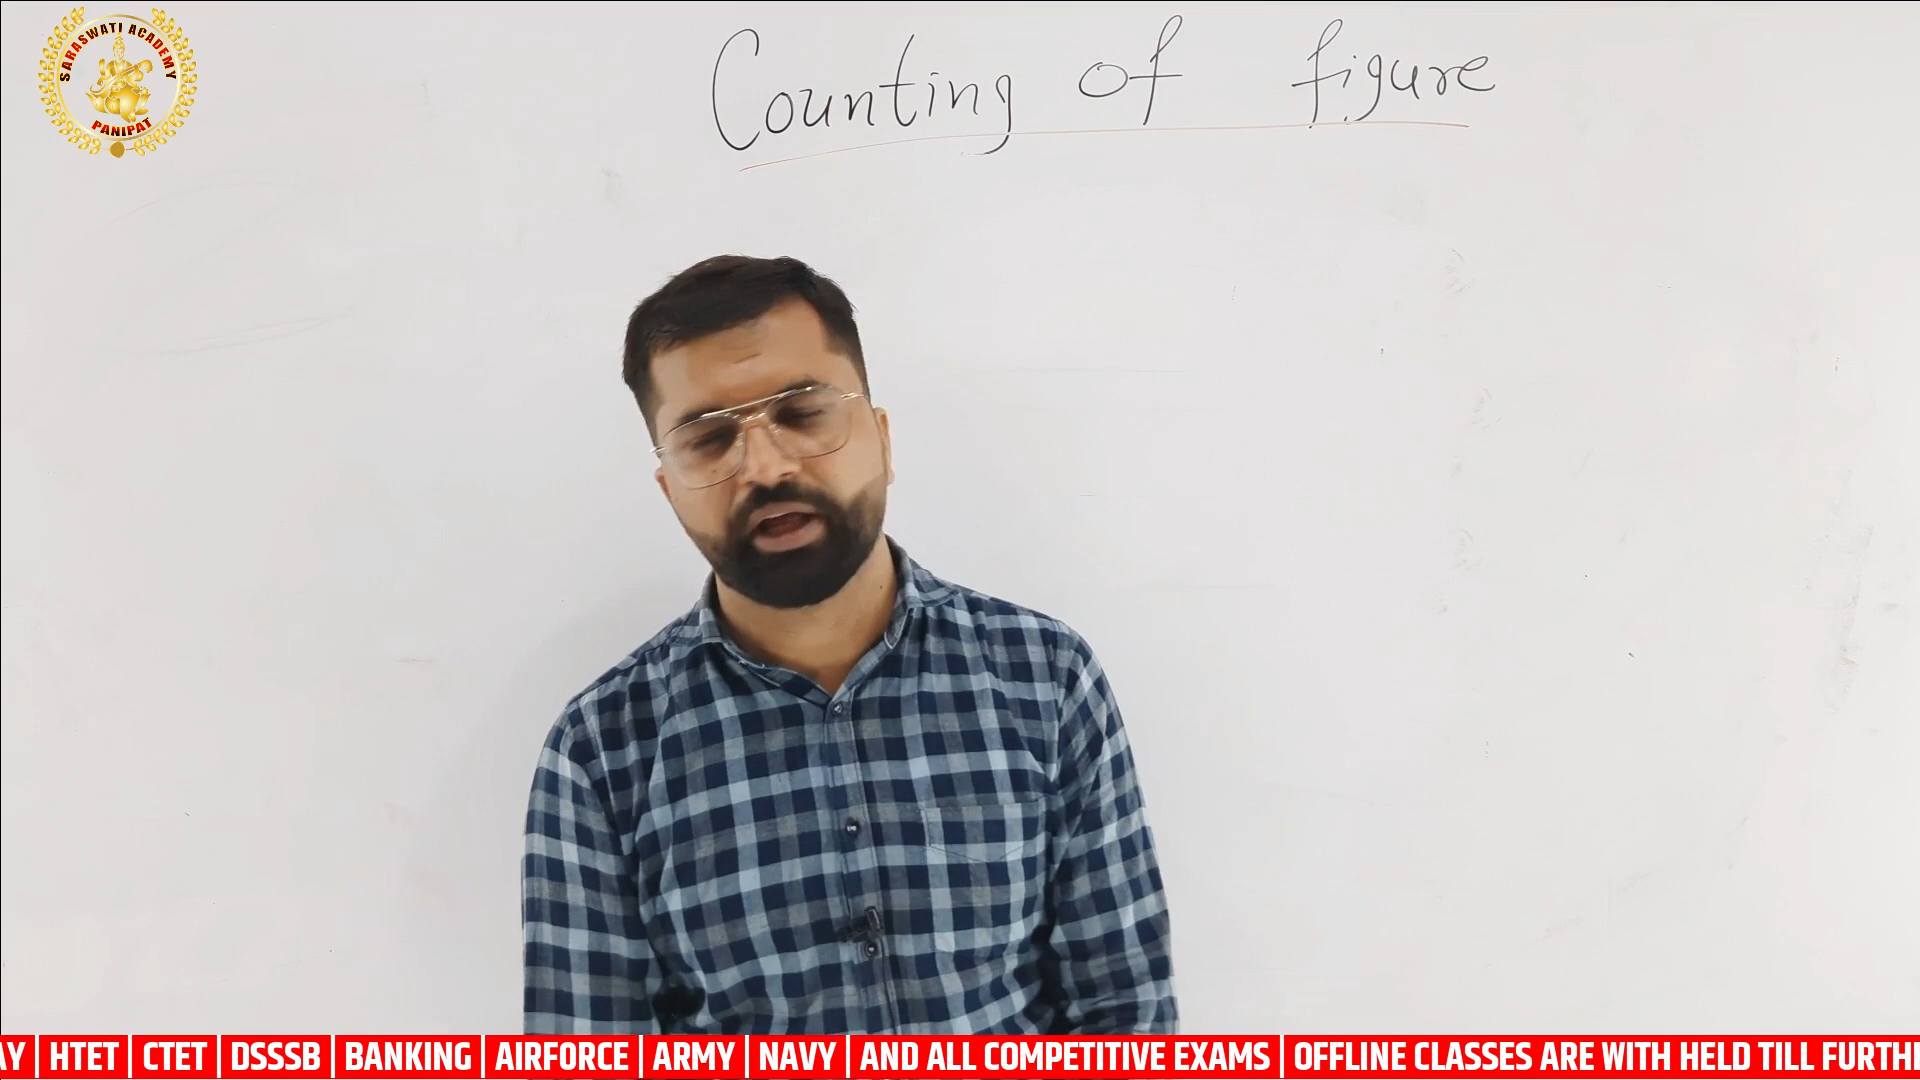 SARASWATI ACADEMY
PANIPAT
Counting of figure
AY | HTET | CTET | DSSSB | BANKING | AIRFORCE | ARMY | NAVY | AND ALL COMPETITIVE EXAMS | OFFLINE CLASSES ARE WITH HELD TILL FURTH